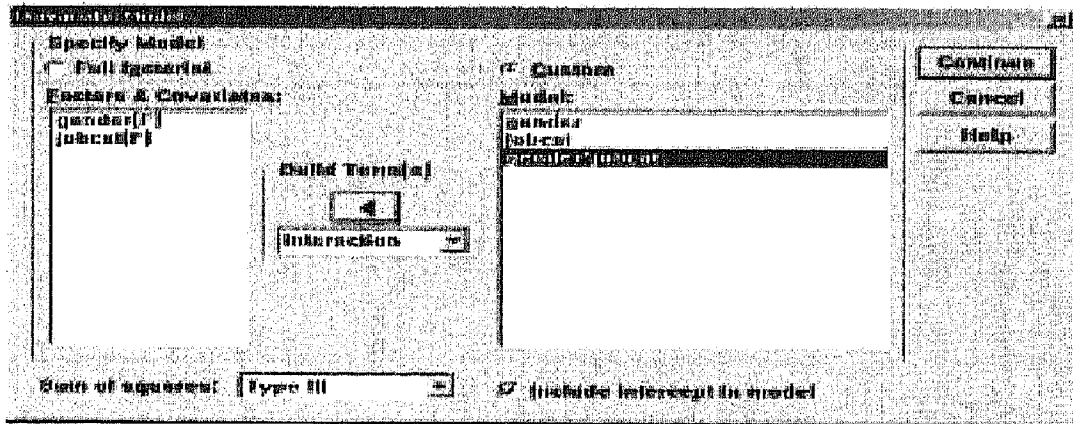 Specify Model
Full factorial
Custom
Factors & Covariates:
gender(F)
jobcat(F)
Build Term(s)
Interaction
Model:
gender
jobcat
Sum of squares:
Type III
Include intercept in model
Continue
Cancel
Help